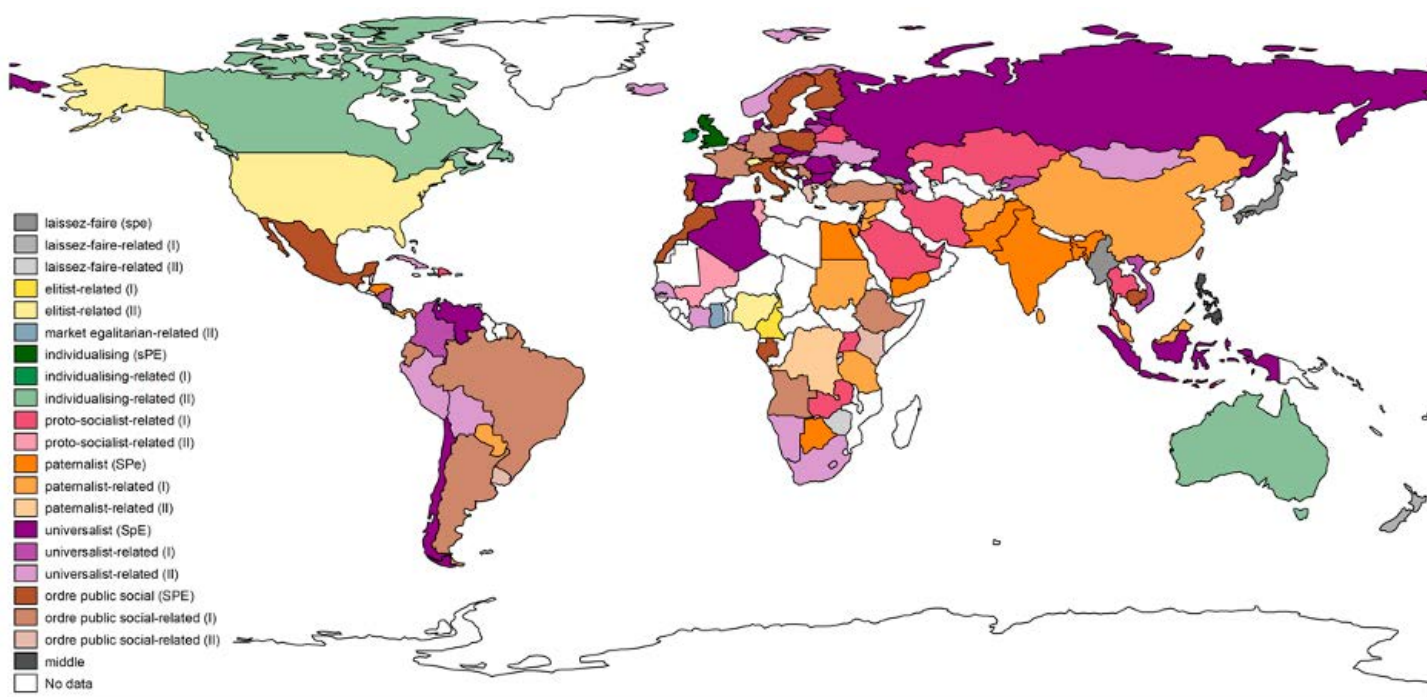 laissez-faire (spe)
laissez-faire-related (I)
laissez-faire-related (II)
elitist-related (I)
elitist-related (II)
market egalitarian-related (II)
individualising (sPE)
individualising-related (I)
individualising-related (II)
proto-socialist-related (I)
proto-socialist-related (II)
paternalist (SPe)
paternalist-related (I)
paternalist-related (II)
universalist (SpE)
universalist-related (I)
universalist-related (II)
ordre public social (SPE)
ordre public social-related (I)
ordre public social-related (II)
middle
No data